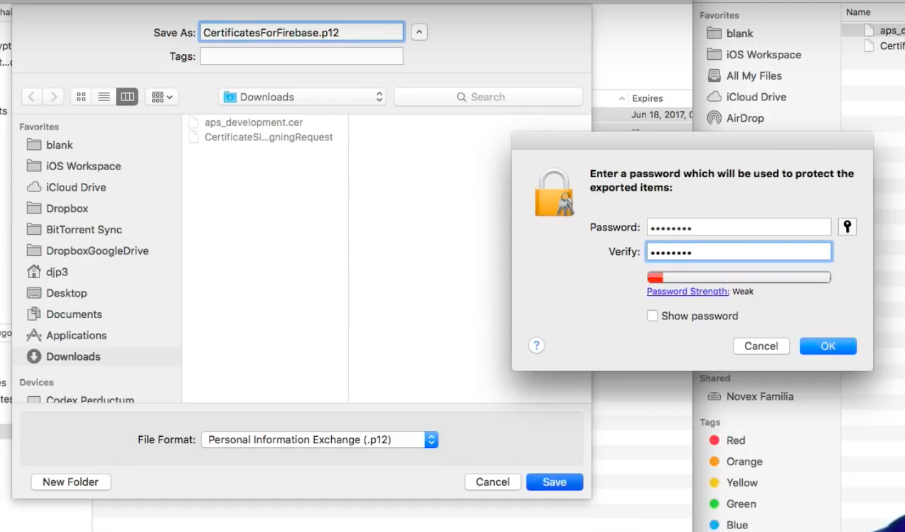 Save As: CertificatesForFirebase.p12
Tags:
Downloads
Search
Favorites
blank
iOS Workspace
iCloud Drive
Dropbox
BitTorrent Sync
DropboxGoogleDrive
djp3
Desktop
Documents
Applications
Downloads
Devices
Codex Perductum
aps_development.cer
CertificateSi...gningRequest
File Format: Personal Information Exchange (.p12)
New Folder
Cancel
Save
Expires
Jun 18, 2017,
Enter a password which will be used to protect the
exported items:
Password: ••••••••
Verify: ••••••••
Password Strength: Weak
Show password
?
Cancel
OK
Favorites
blank
iOS Workspace
All My Files
iCloud Drive
AirDrop
Shared
Novex Familia
Tags
Red
Orange
Yellow
Green
Blue
Name